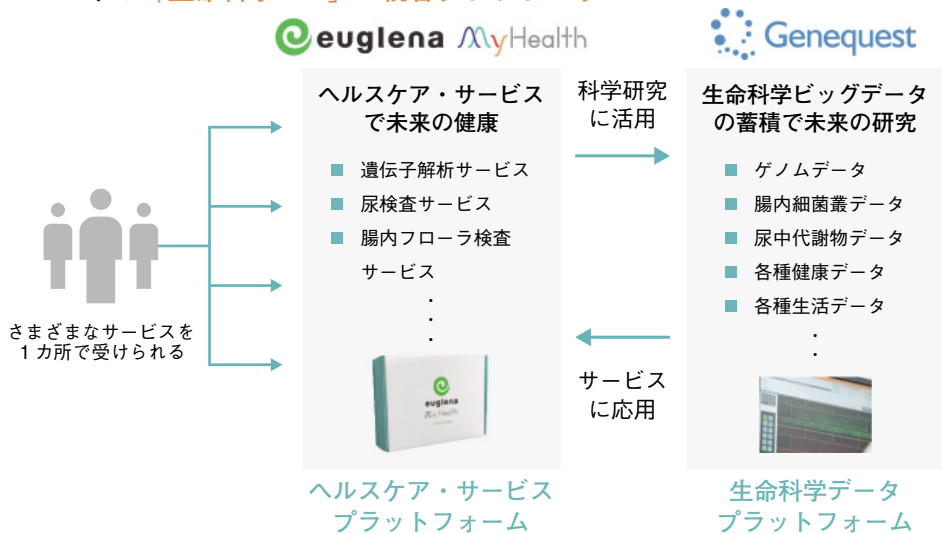 euglena MyHealth
Genequest
ヘルスケア・サービス
で未来の健康
科学研究
に活用
生命科学ビッグデータ
の蓄積で未来の研究
■ 遺伝子解析サービス
■ 尿検査サービス
■ 腸内フローラ検査
サービス
・
・
・
■ ゲノムデータ
■ 腸内細菌叢データ
■ 尿中代謝物データ
■ 各種健康データ
■ 各種生活データ
・
・
さまざまなサービスを
1カ所で受けられる
サービス
に応用
euglena
MyHealth
ヘルスケア・サービス
プラットフォーム
生命科学データ
プラットフォーム